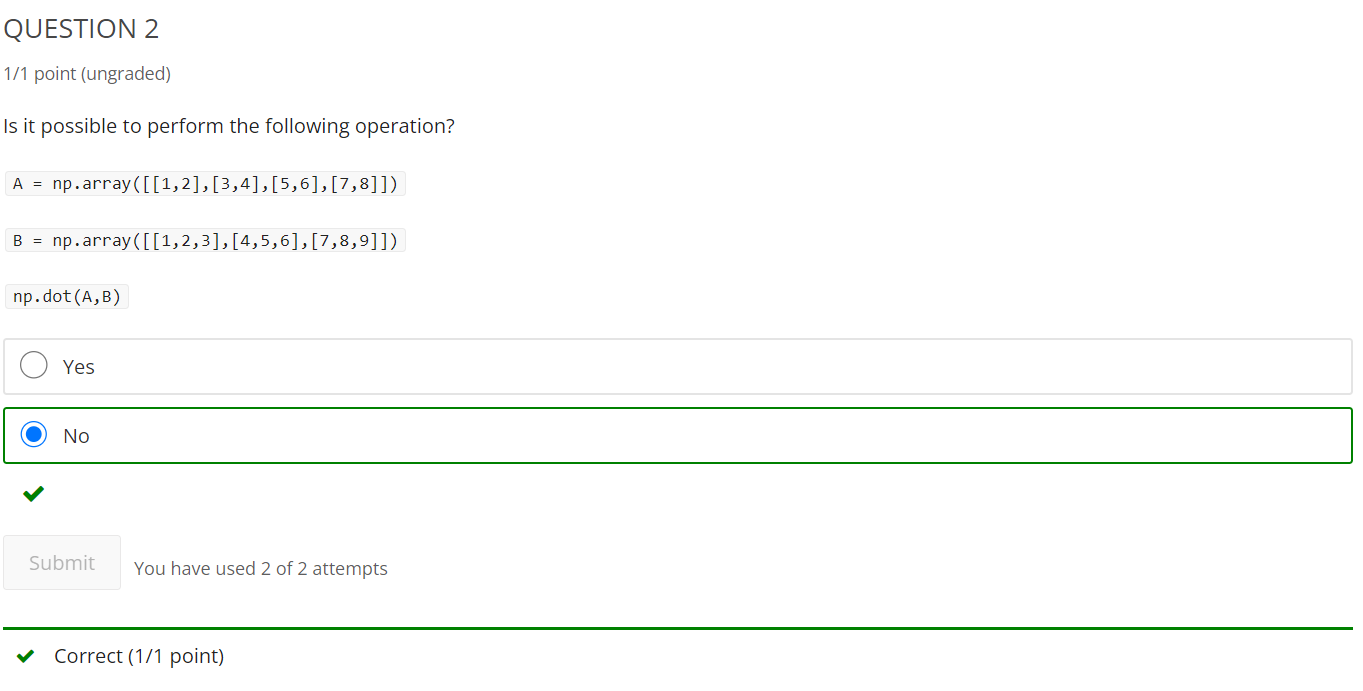 QUESTION 2
1/1 point (ungraded)
Is it possible to perform the following operation?
A = np.array([[1,2],[3,4],[5,6],[7,8]])
B = np.array([[1,2,3],[4,5,6],[7,8,9]])
np.dot(A,B)
Yes
No
Submit
You have used 2 of 2 attempts
Correct (1/1 point)